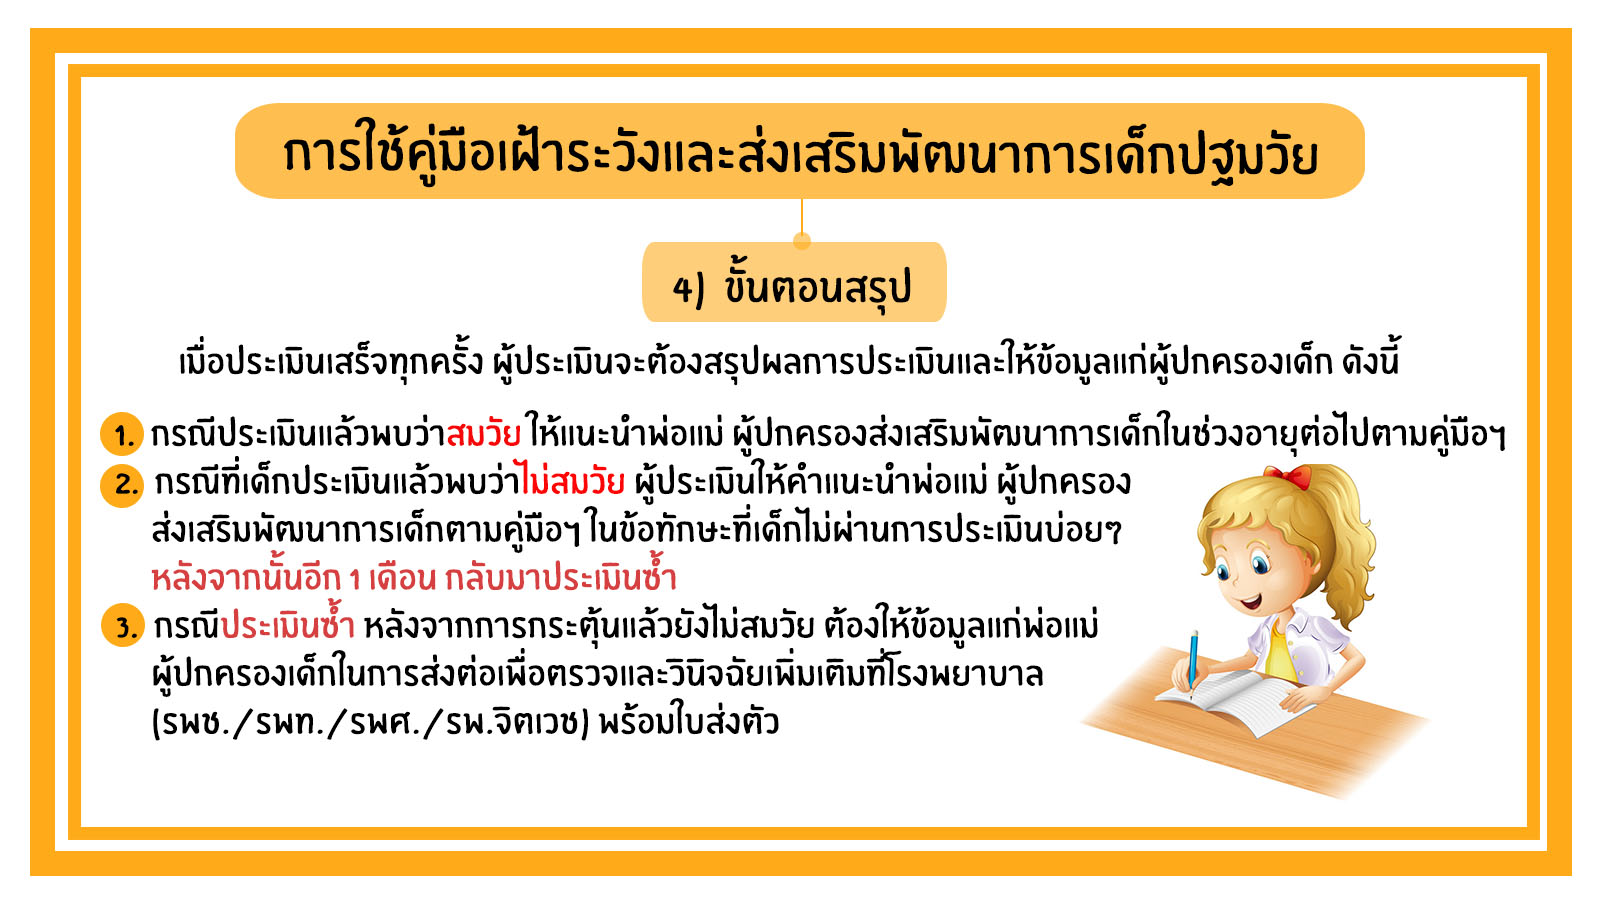 การใช้คู่มือเฝ้าระวังและส่งเสริมพัฒนาการเด็กปฐมวัย
4) ขั้นตอนสรุป
เมื่อประเมินเสร็จทุกครั้ง ผู้ประเมินจะต้องสรุปผลการประเมินและให้ข้อมูลแก่ผู้ปกครองเด็ก ดังนี้
1. กรณีประเมินแล้วพบว่าสมวัย ให้แนะนำพ่อแม่ ผู้ปกครองส่งเสริมพัฒนาการเด็กในช่วงอายุต่อไปตามคู่มือฯ
2. กรณีที่เด็กประเมินแล้วพบว่าไม่สมวัย ผู้ประเมินให้คำแนะนำพ่อแม่ ผู้ปกครอง
ส่งเสริมพัฒนาการเด็กตามคู่มือฯ ในข้อทักษะที่เด็กไม่ผ่านการประเมินบ่อยๆ
หลังจากนั้นอีก 1 เดือน กลับมาประเมินซ้ำ
3. กรณีประเมินซ้ำ หลังจากการกระตุ้นแล้วยังไม่สมวัย ต้องให้ข้อมูลแก่พ่อแม่
ผู้ปกครองเด็กในการส่งต่อเพื่อตรวจและวินิจฉัยเพิ่มเติมที่โรงพยาบาล
(รพช./รพท./รพศ./รพ.จิตเวช) พร้อมใบส่งตัว